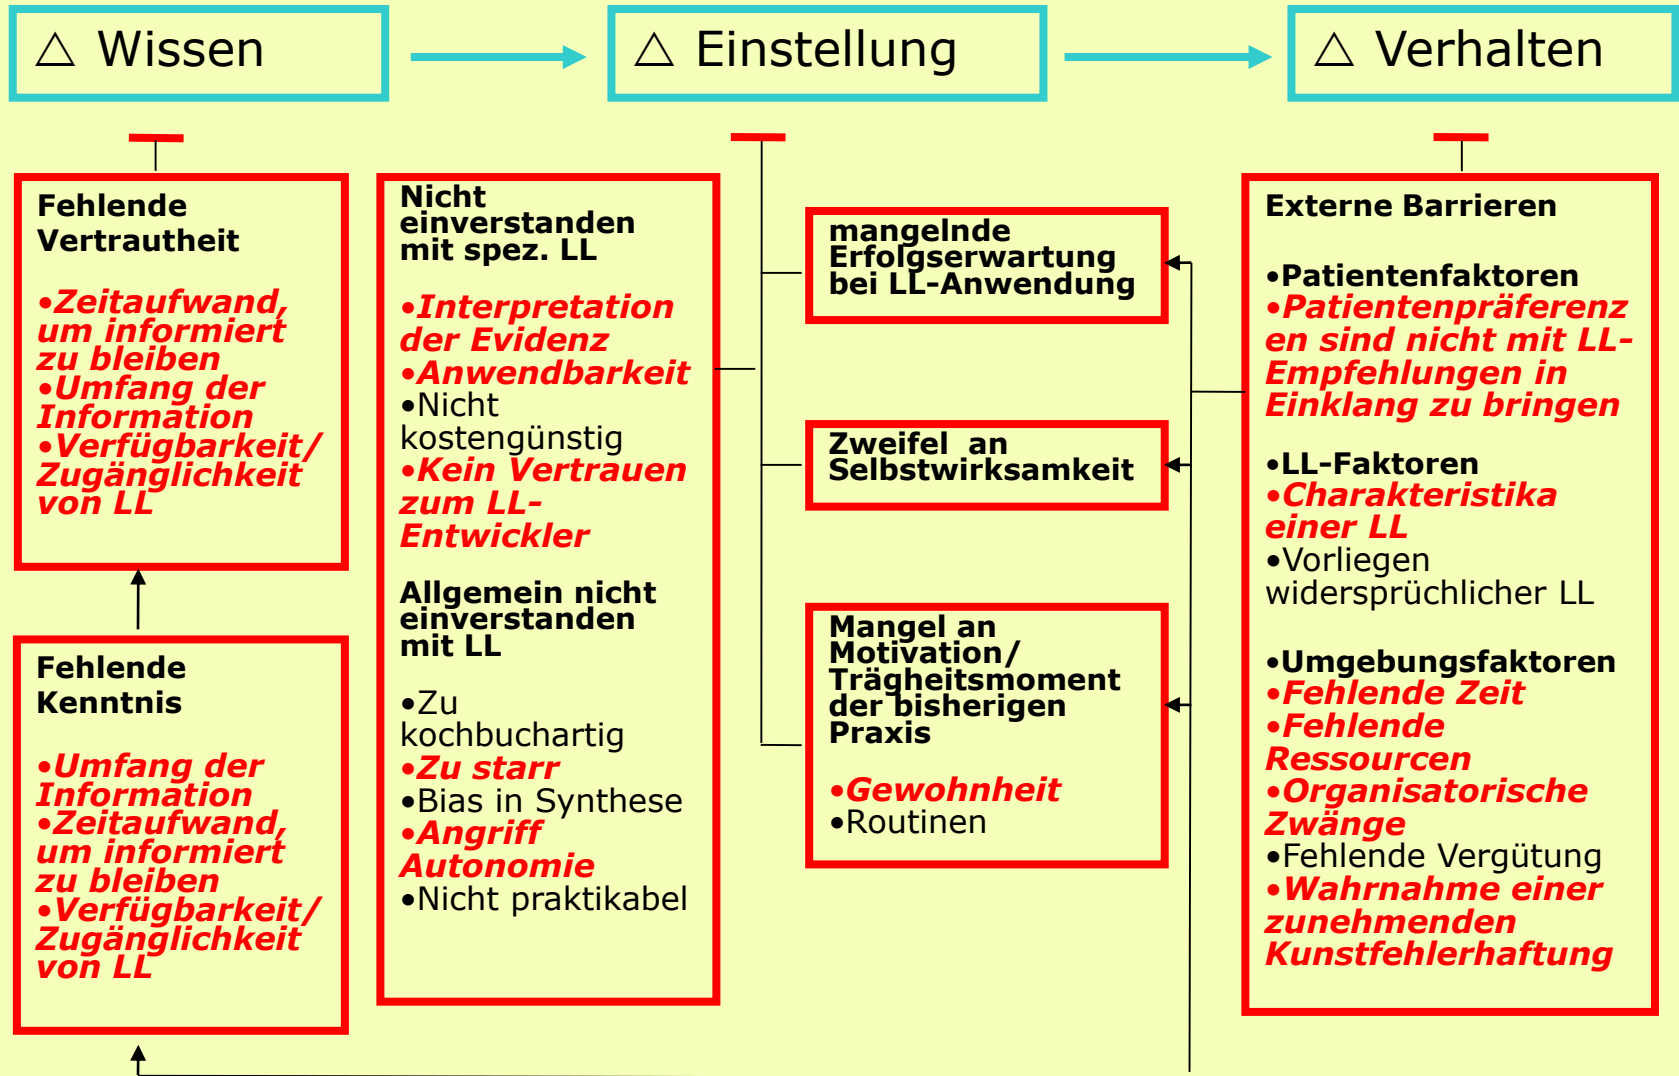 △ Wissen
△ Einstellung
△ Verhalten
Fehlende
Vertrautheit
•Zeitaufwand,
um informiert
zu bleiben
•Umfang der
Information
•Verfügbarkeit/
Zugänglichkeit
von LL
Fehlende
Kenntnis
•Umfang der
Information
•Zeitaufwand,
um informiert
zu bleiben
•Verfügbarkeit/
Zugänglichkeit
von LL
Nicht
einverstanden
mit spez. LL
•Interpretation
der Evidenz
•Anwendbarkeit
•Nicht
kostengünstig
•Kein Vertrauen
zum LL-
Entwickler
Allgemein nicht
einverstanden
mit LL
•Zu
kochbuchartig
•Zu starr
•Bias in Synthese
•Angriff
Autonomie
•Nicht praktikabel
mangelnde
Erfolgserwartung
bei LL-Anwendung
Zweifel an
Selbstwirksamkeit
Mangel an
Motivation/
Trägheitsmoment
der bisherigen
Praxis
•Gewohnheit
•Routinen
Externe Barrieren
•Patientenfaktoren
•Patientenpräferenz
en sind nicht mit LL-
Empfehlungen in
Einklang zu bringen
•LL-Faktoren
•Charakteristika
einer LL
•Vorliegen
widersprüchlicher LL
•Umgebungsfaktoren
•Fehlende Zeit
•Fehlende
Ressourcen
•Organisatorische
Zwänge
•Fehlende Vergütung
•Wahrnahme einer
zunehmenden
Kunstfehlerhaftung